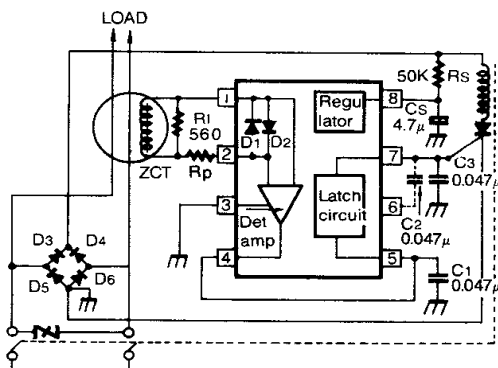 LOAD
50K
RS
CS
4.7μ
Rl
560
ZCT
Rp
1
2
3
4
D1
D2
Regu
lator
Det
amp
Latch
circuit
8
7
6
5
C3
0.047μ
C2
0.047μ
C1
0.047μ
D3
D4
D5
D6